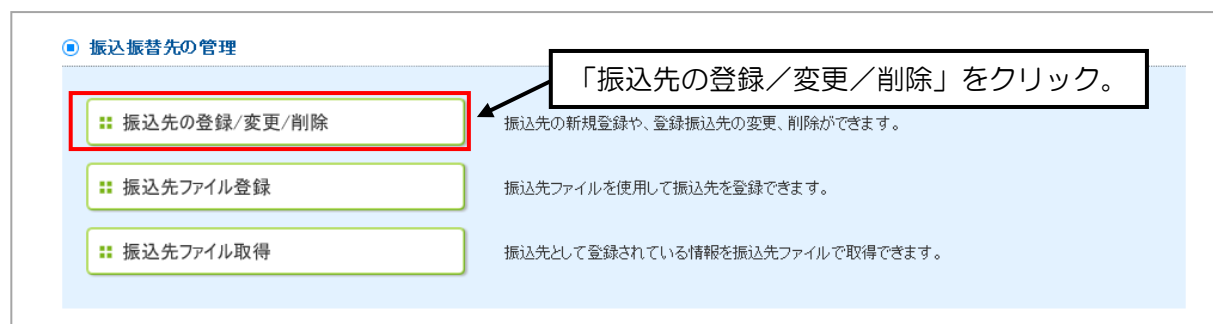 振込振替先の管理
「振込先の登録／変更／削除」をクリック。
振込先の登録/変更/削除
振込先の新規登録や、登録振込先の変更、削除ができます。
振込先ファイル登録
振込先ファイルを使用して振込先を登録できます。
振込先ファイル取得
振込先として登録されている情報を振込先ファイルで取得できます。